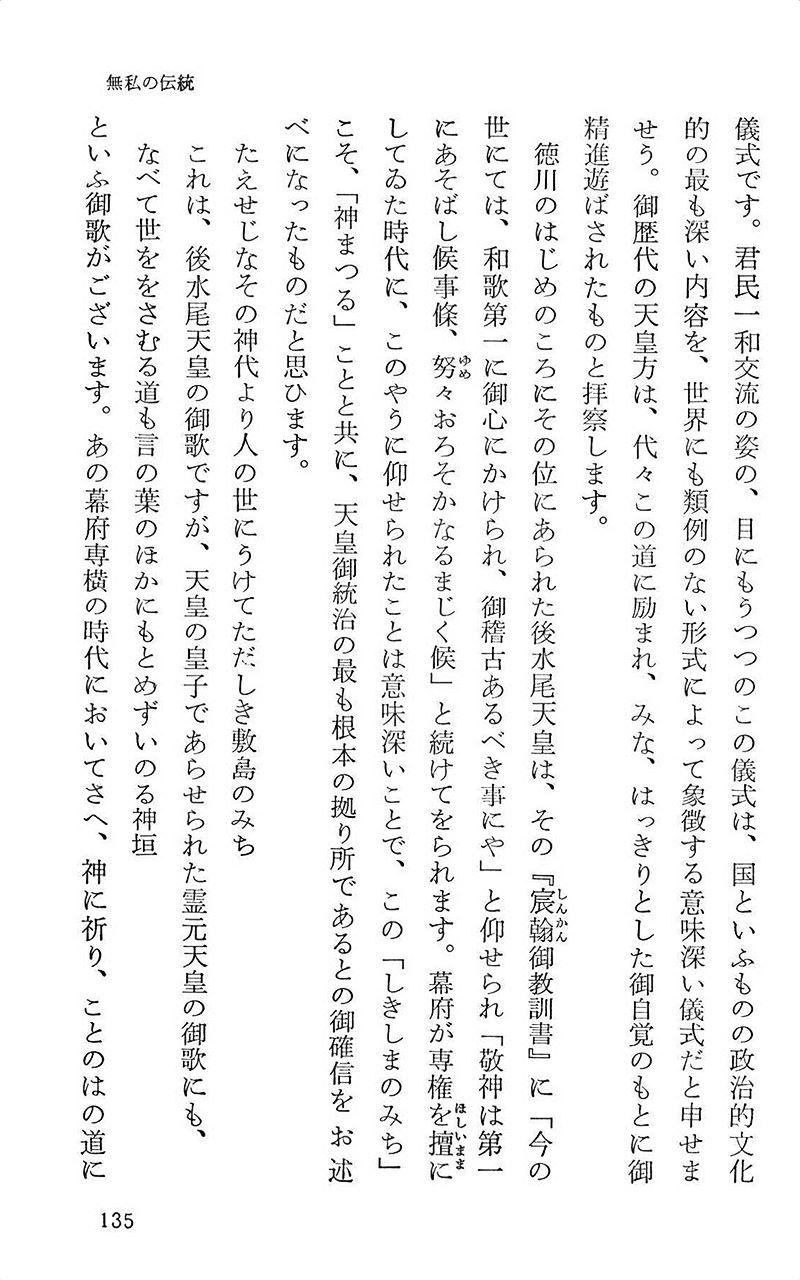 無私の伝統
儀式です。君民一和交流の姿の、目にもうつつのこの儀式は、国といふものの政治的文化
的の最も深い内容を、世界にも類例のない形式によって象徴する意味深い儀式だと申せま
せう。御歴代の天皇方は、代々この道に励まれ、みな、はっきりとした御自覚のもとに御
精進遊ばされたものと拝察します。
徳川のはじめのころにその位にあられた後水尾天皇は、その『宸翰御教訓書』に「今の
しんかん
世にては、和歌第一に御心にかけられ、御稽古あるべき事にや」と仰せられ「敬神は第一
にあそばし候事條、努々おろそかなるまじく候」と続けてをられます。幕府が専権を擅に
ゆめ
ほしいまま
してゐた時代に、このやうに仰せられたことは意味深いことで、この「しきしまのみち」
こそ、「神まつる」ことと共に、天皇御統治の最も根本の拠り所であるとの御確信をお述
べになったものだと思ひます。
たえせじなその神代より人の世にうけてただしき敷島のみち
これは、後水尾天皇の御歌ですが、天皇の皇子であらせられた霊元天皇の御歌にも、
なべて世ををさむる道も言の葉のほかにもとめずいのる神垣
といふ御歌がございます。あの幕府専横の時代においてさへ、神に祈り、ことのはの道に
135